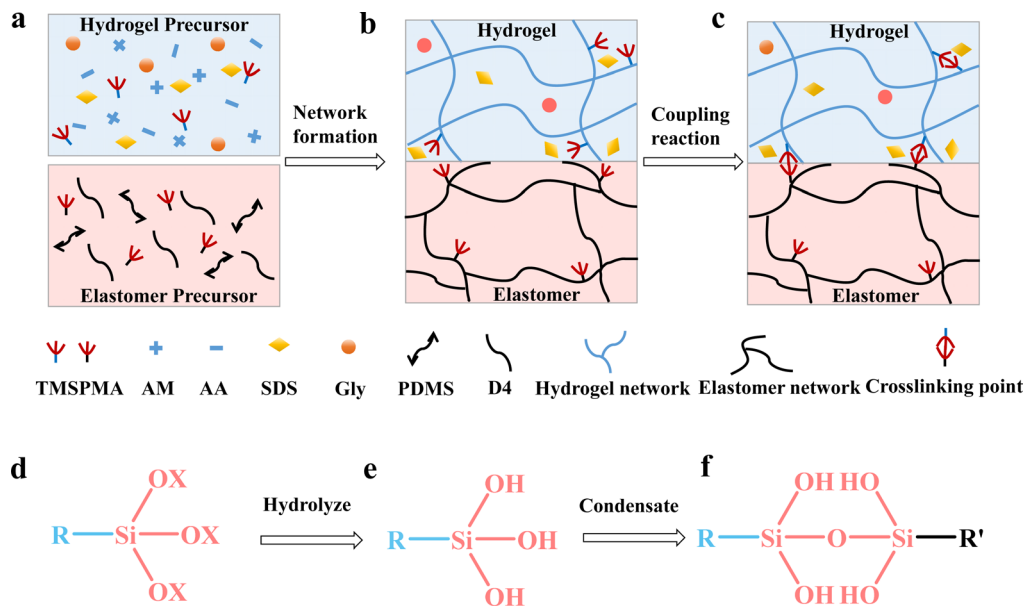 a
Hydrogel Precursor
Elastomer Precursor
Network
formation
b
Hydrogel
Elastomer
Coupling
reaction
c
Hydrogel
Elastomer
TMSPMA AM AA SDS Gly PDMS D4 Hydrogel network Elastomer network Crosslinking point
d
OX
R Si OX
OX
Hydrolyze
e
OH
R Si OH
OH
Condensate
f
OH HO
R Si O Si R'
OH HO